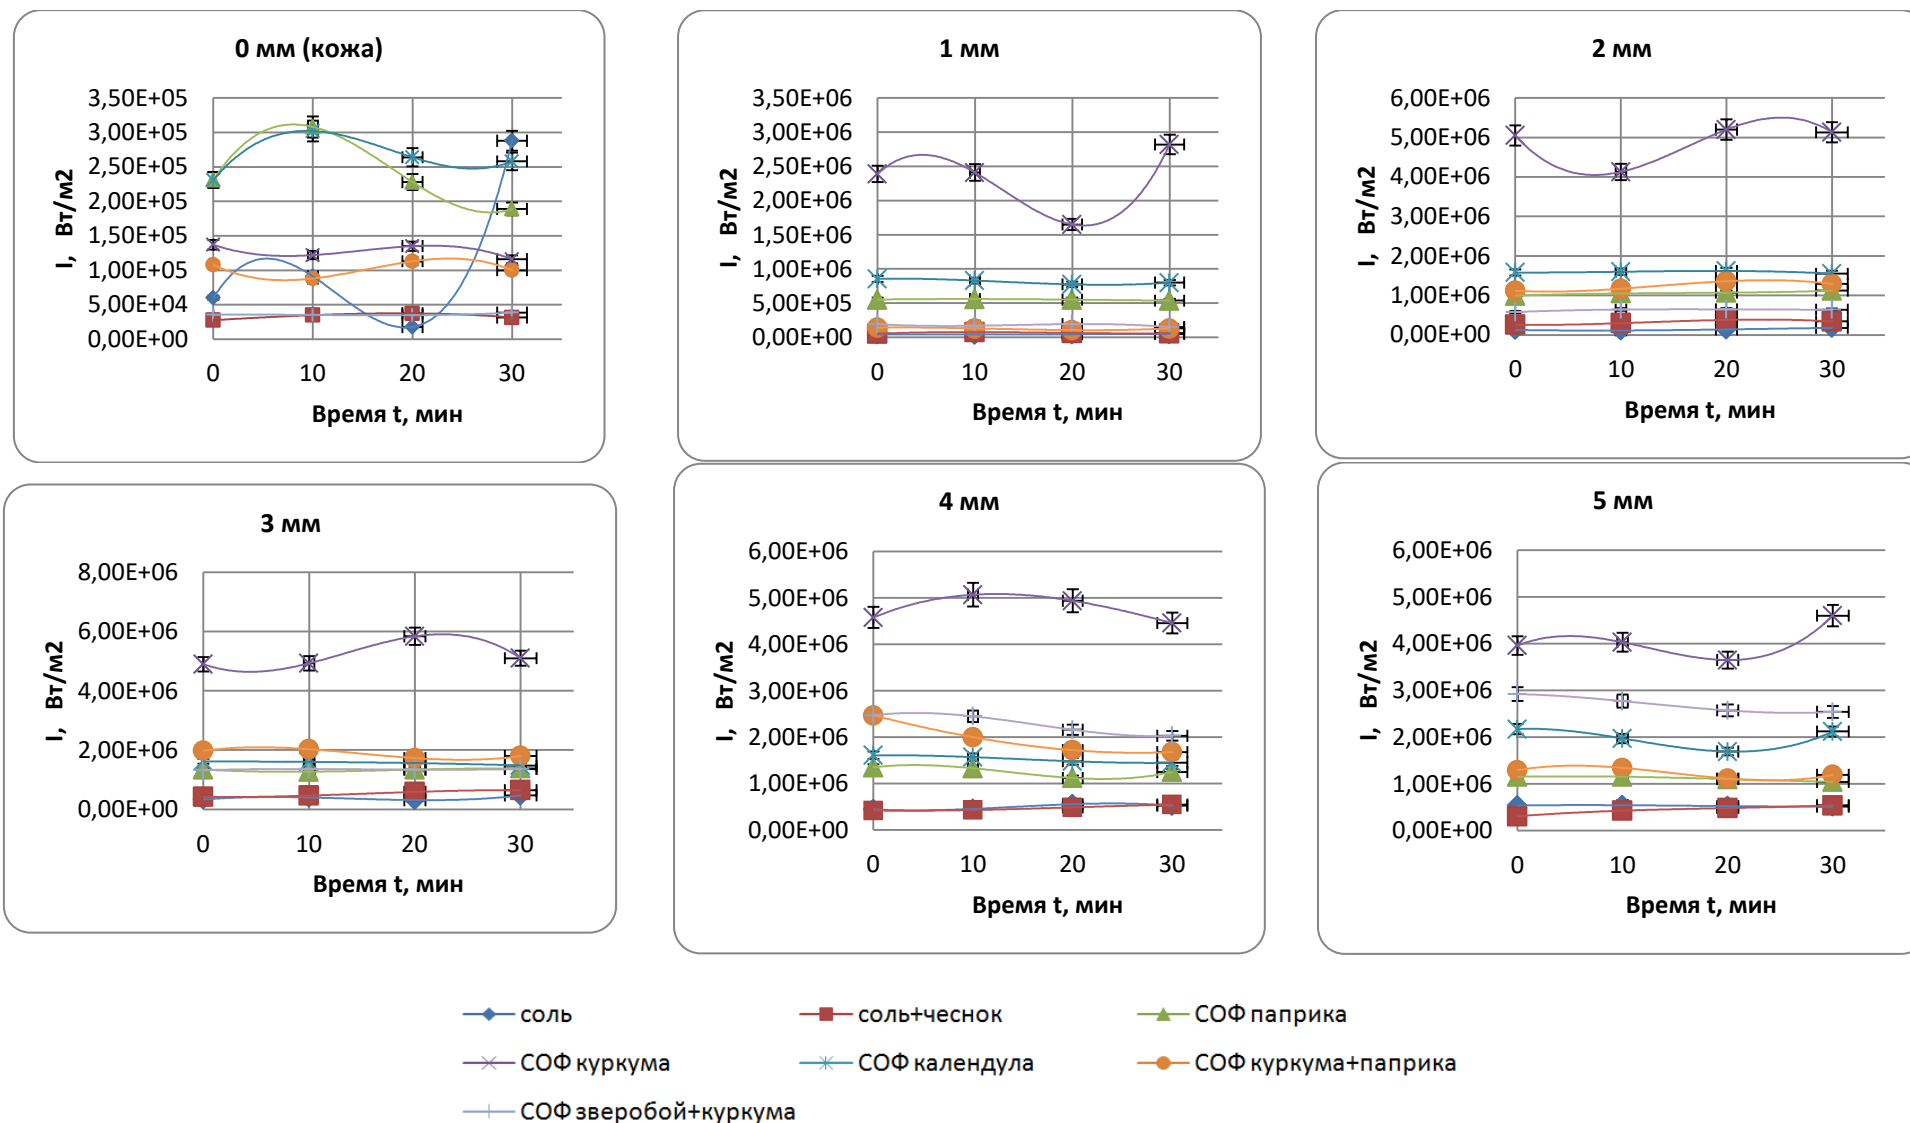 0 мм (кожа)
3,50E+05
3,00E+05
2,50E+05
2,00E+05
1,50E+05
1,00E+05
5,00E+04
0,00E+00
I, Вт/м2
0 10 20 30
Время t, мин
1 мм
3,50E+06
3,00E+06
2,50E+06
2,00E+06
1,50E+06
1,00E+06
5,00E+05
0,00E+00
I, Вт/м2
0 10 20 30
Время t, мин
2 мм
6,00E+06
5,00E+06
4,00E+06
3,00E+06
2,00E+06
1,00E+06
0,00E+00
I, Вт/м2
0 10 20 30
Время t, мин
3 мм
8,00E+06
6,00E+06
4,00E+06
2,00E+06
0,00E+00
I, Вт/м2
0 10 20 30
Время t, мин
4 мм
6,00E+06
5,00E+06
4,00E+06
3,00E+06
2,00E+06
1,00E+06
0,00E+00
I, Вт/м2
0 10 20 30
Время t, мин
5 мм
6,00E+06
5,00E+06
4,00E+06
3,00E+06
2,00E+06
1,00E+06
0,00E+00
I, Вт/м2
0 10 20 30
Время t, мин
соль соль+чеснок СОФ паприка
СОФ куркума СОФ календула СОФ куркума+паприка
СОФ зверобой+куркума